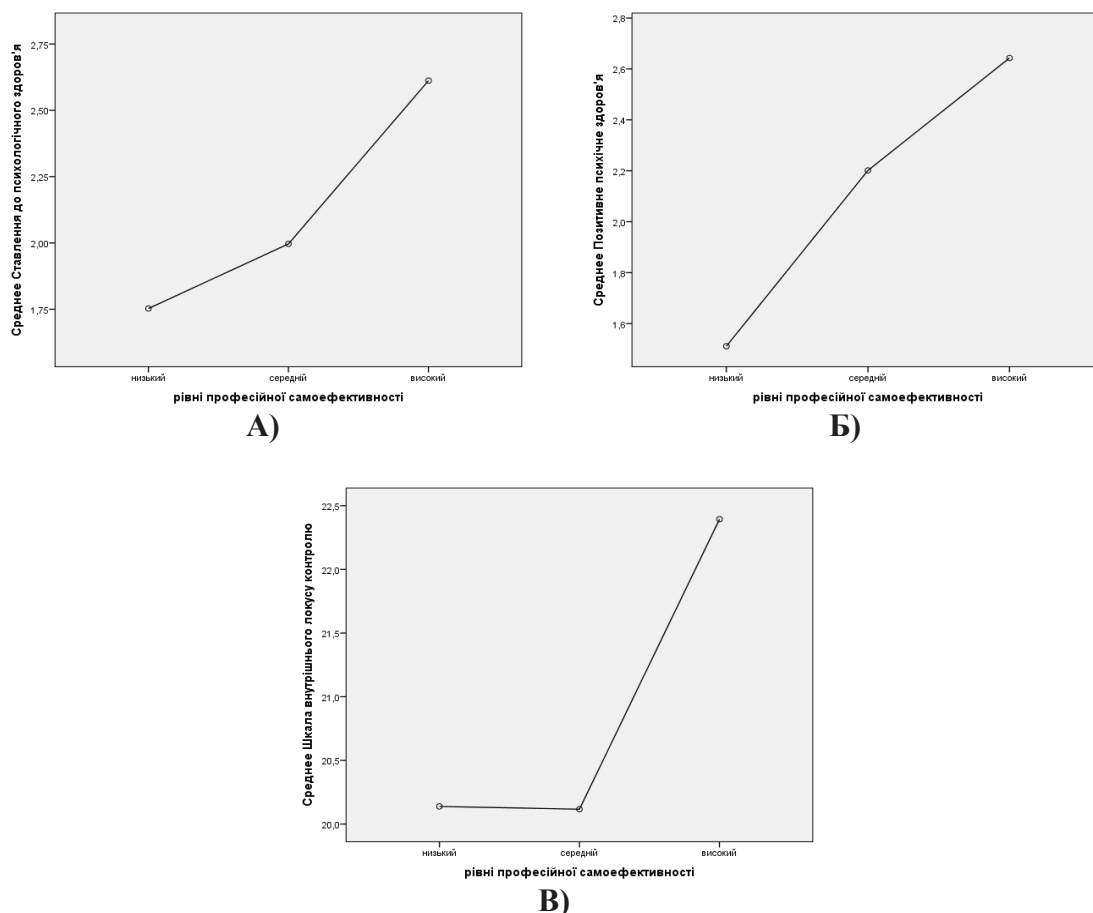 Среднее Ставлення до психологічного здоров'я
2,75
2,50
2,25
2,00
1,75
низький середній високий
рівні професійної самоефективності
А)
Среднее Позитивне психічне здоров'я
2,8
2,6
2,4
2,2
2,0
1,8
1,6
низький середній високий
рівні професійної самоефективності
Б)
Среднее Шкала внутрішнього локусу контролю
22,5
22,0
21,5
21,0
20,5
20,0
низький середній високий
рівні професійної самоефективності
В)